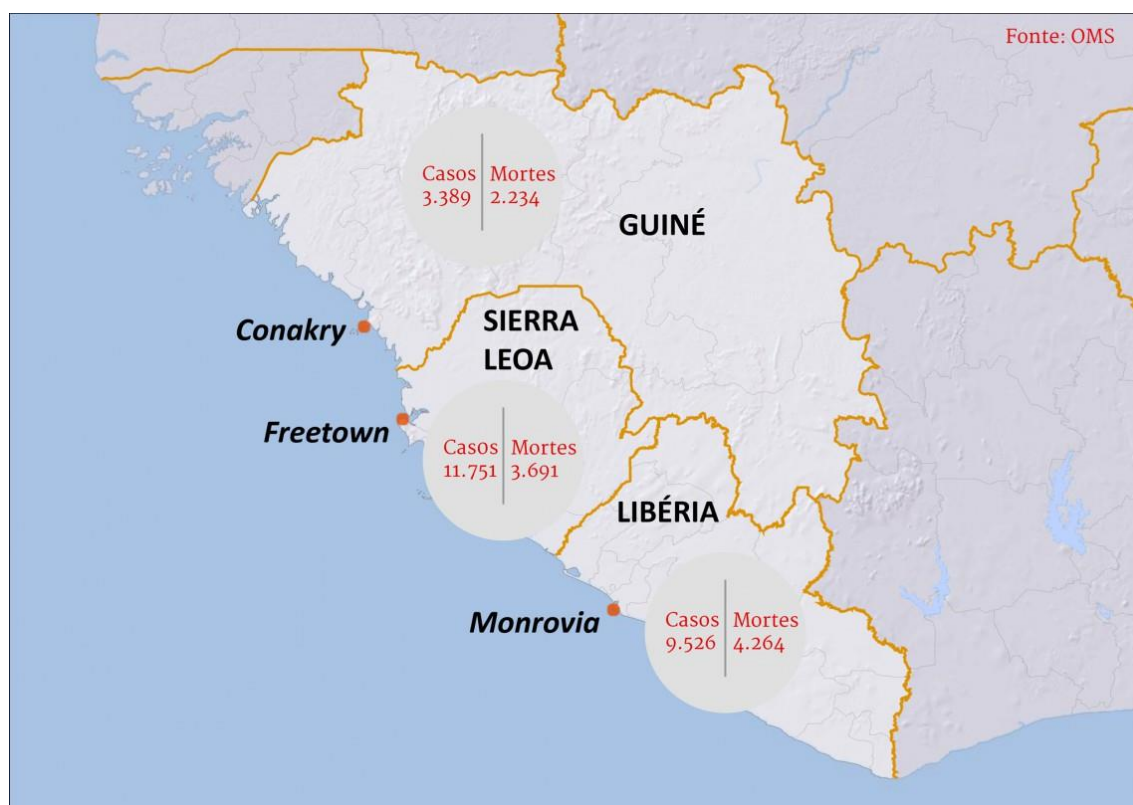 Fonte: OMS
Casos
3.389
Mortes
2.234
GUINÉ
Conakry
SIERRA
LEOA
Freetown
Casos
11.751
Mortes
3.691
LIBÉRIA
Monrovia
Casos
9.526
Mortes
4.264